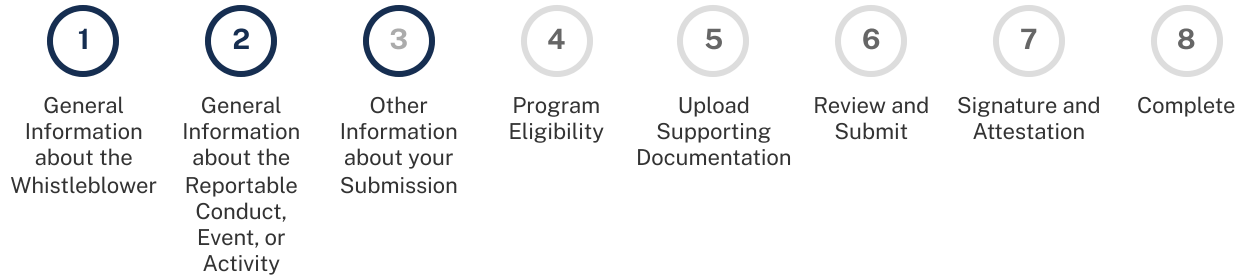 1
General
Information
about the
Whistleblower
2
General
Information
about the
Reportable
Conduct,
Event, or
Activity
3
Other
Information
about your
Submission
4
Program
Eligibility
5
Upload
Supporting
Documentation
6
Review and
Submit
7
Signature and
Attestation
8
Complete